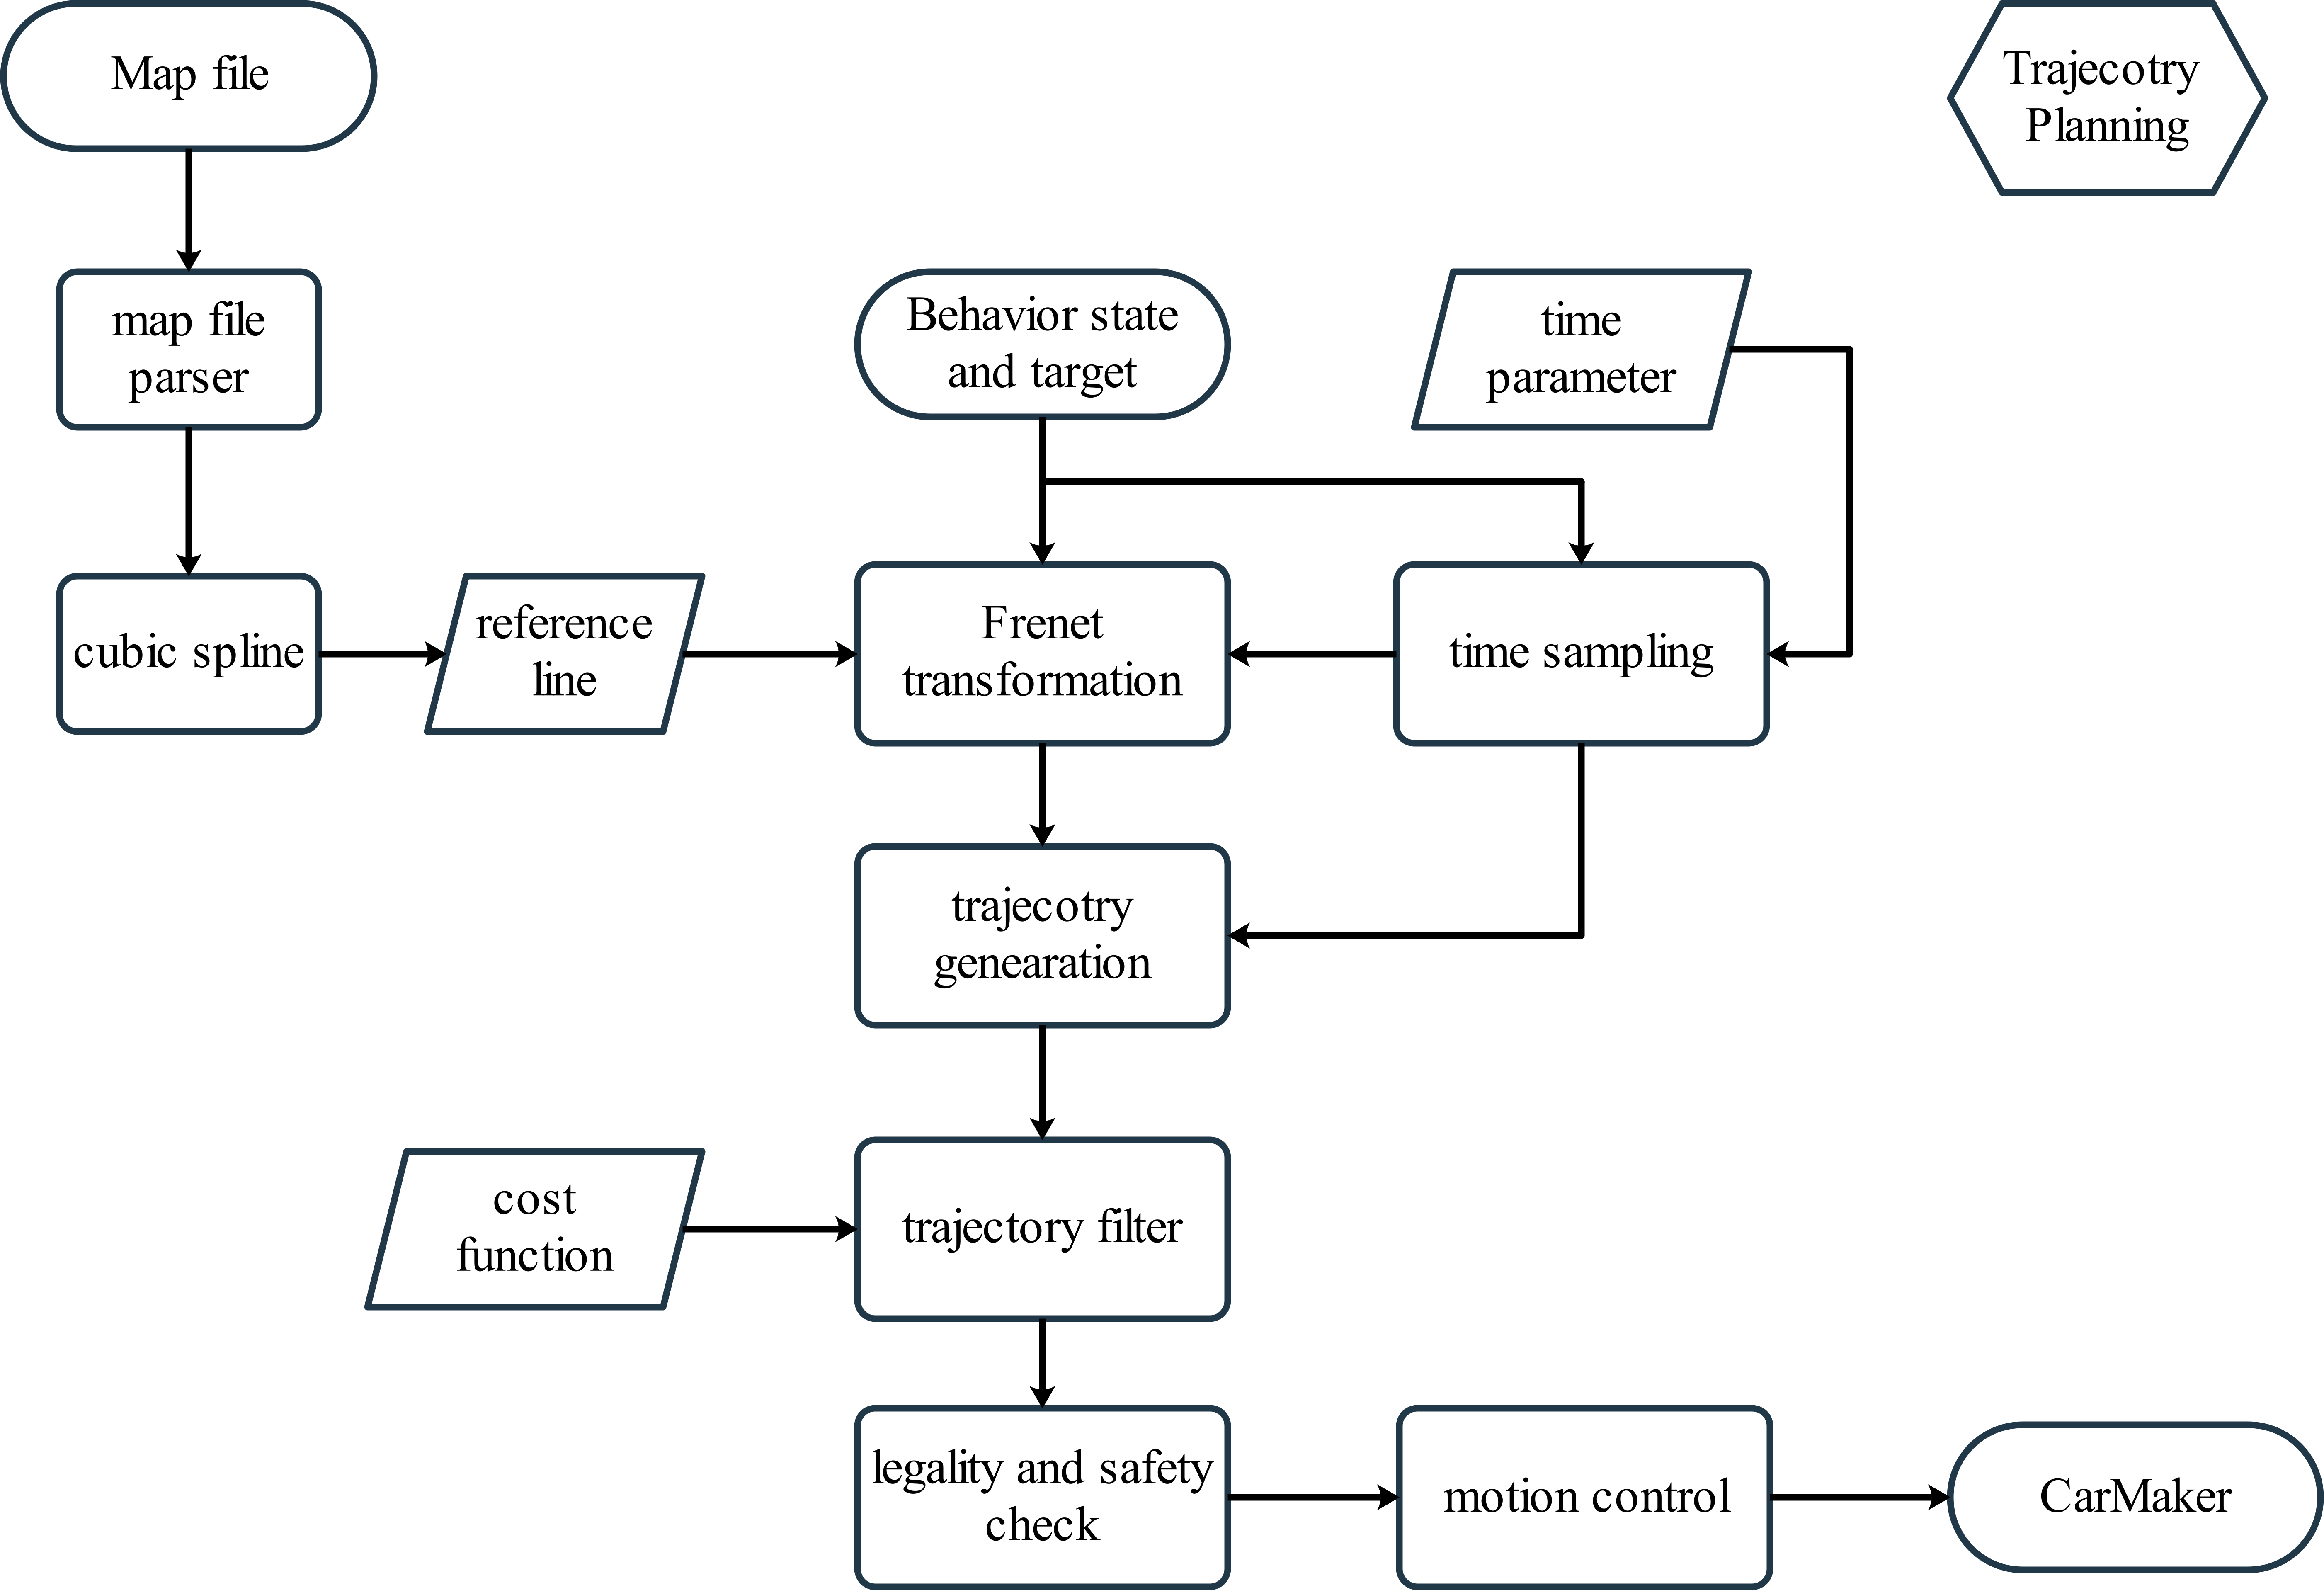 Map file
Trajecotry
Planning
map file
parser
Behavior state
and target
time
parameter
cubic spline
reference
line
Frenet
transformation
time sampling
trajecotry
genearation
cost
function
trajectory filter
legality and safety
check
motion control
CarMaker